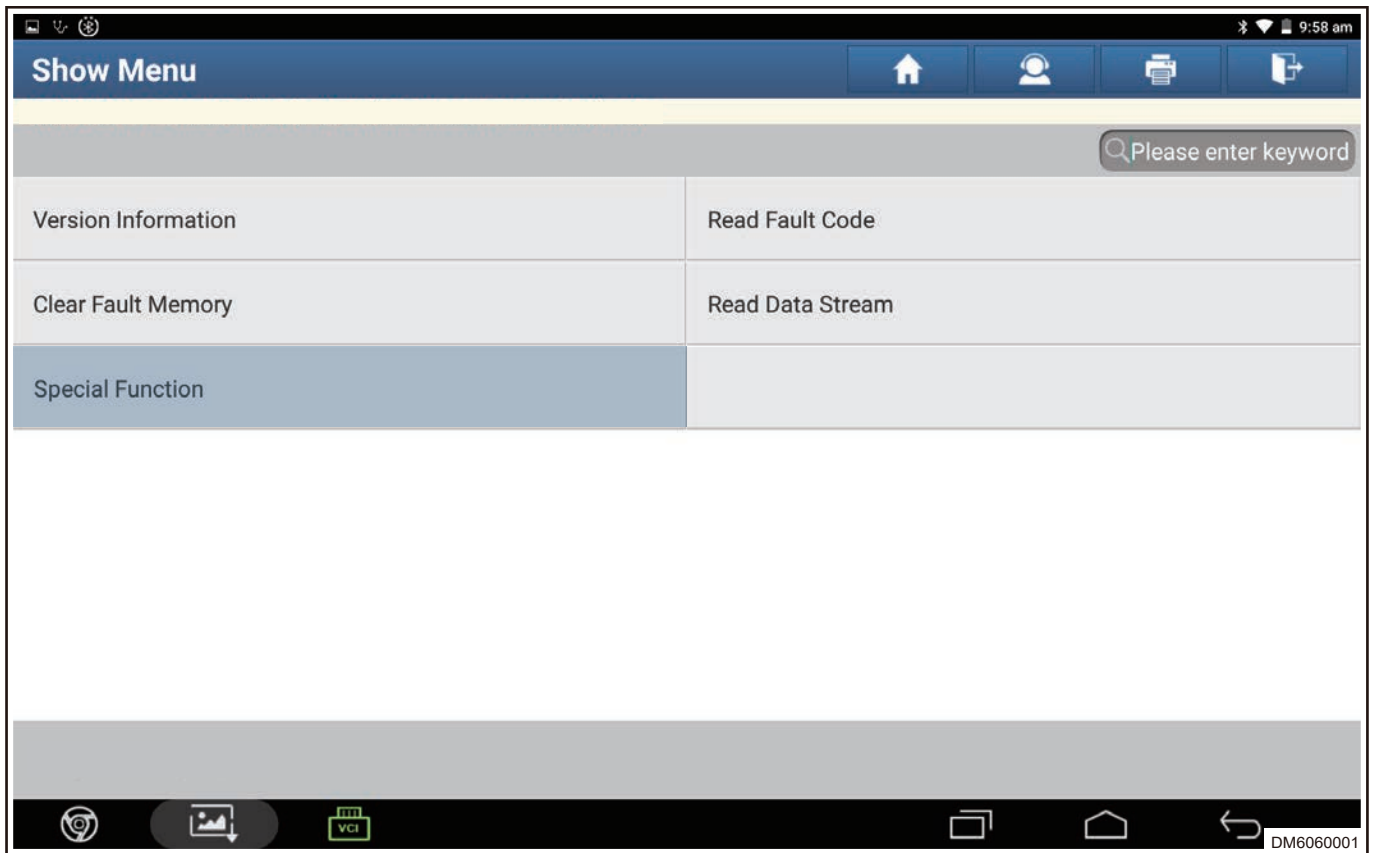 9:58 am
Show Menu
Please enter keyword
Version Information
Read Fault Code
Clear Fault Memory
Read Data Stream
Special Function
VCI
DM6060001